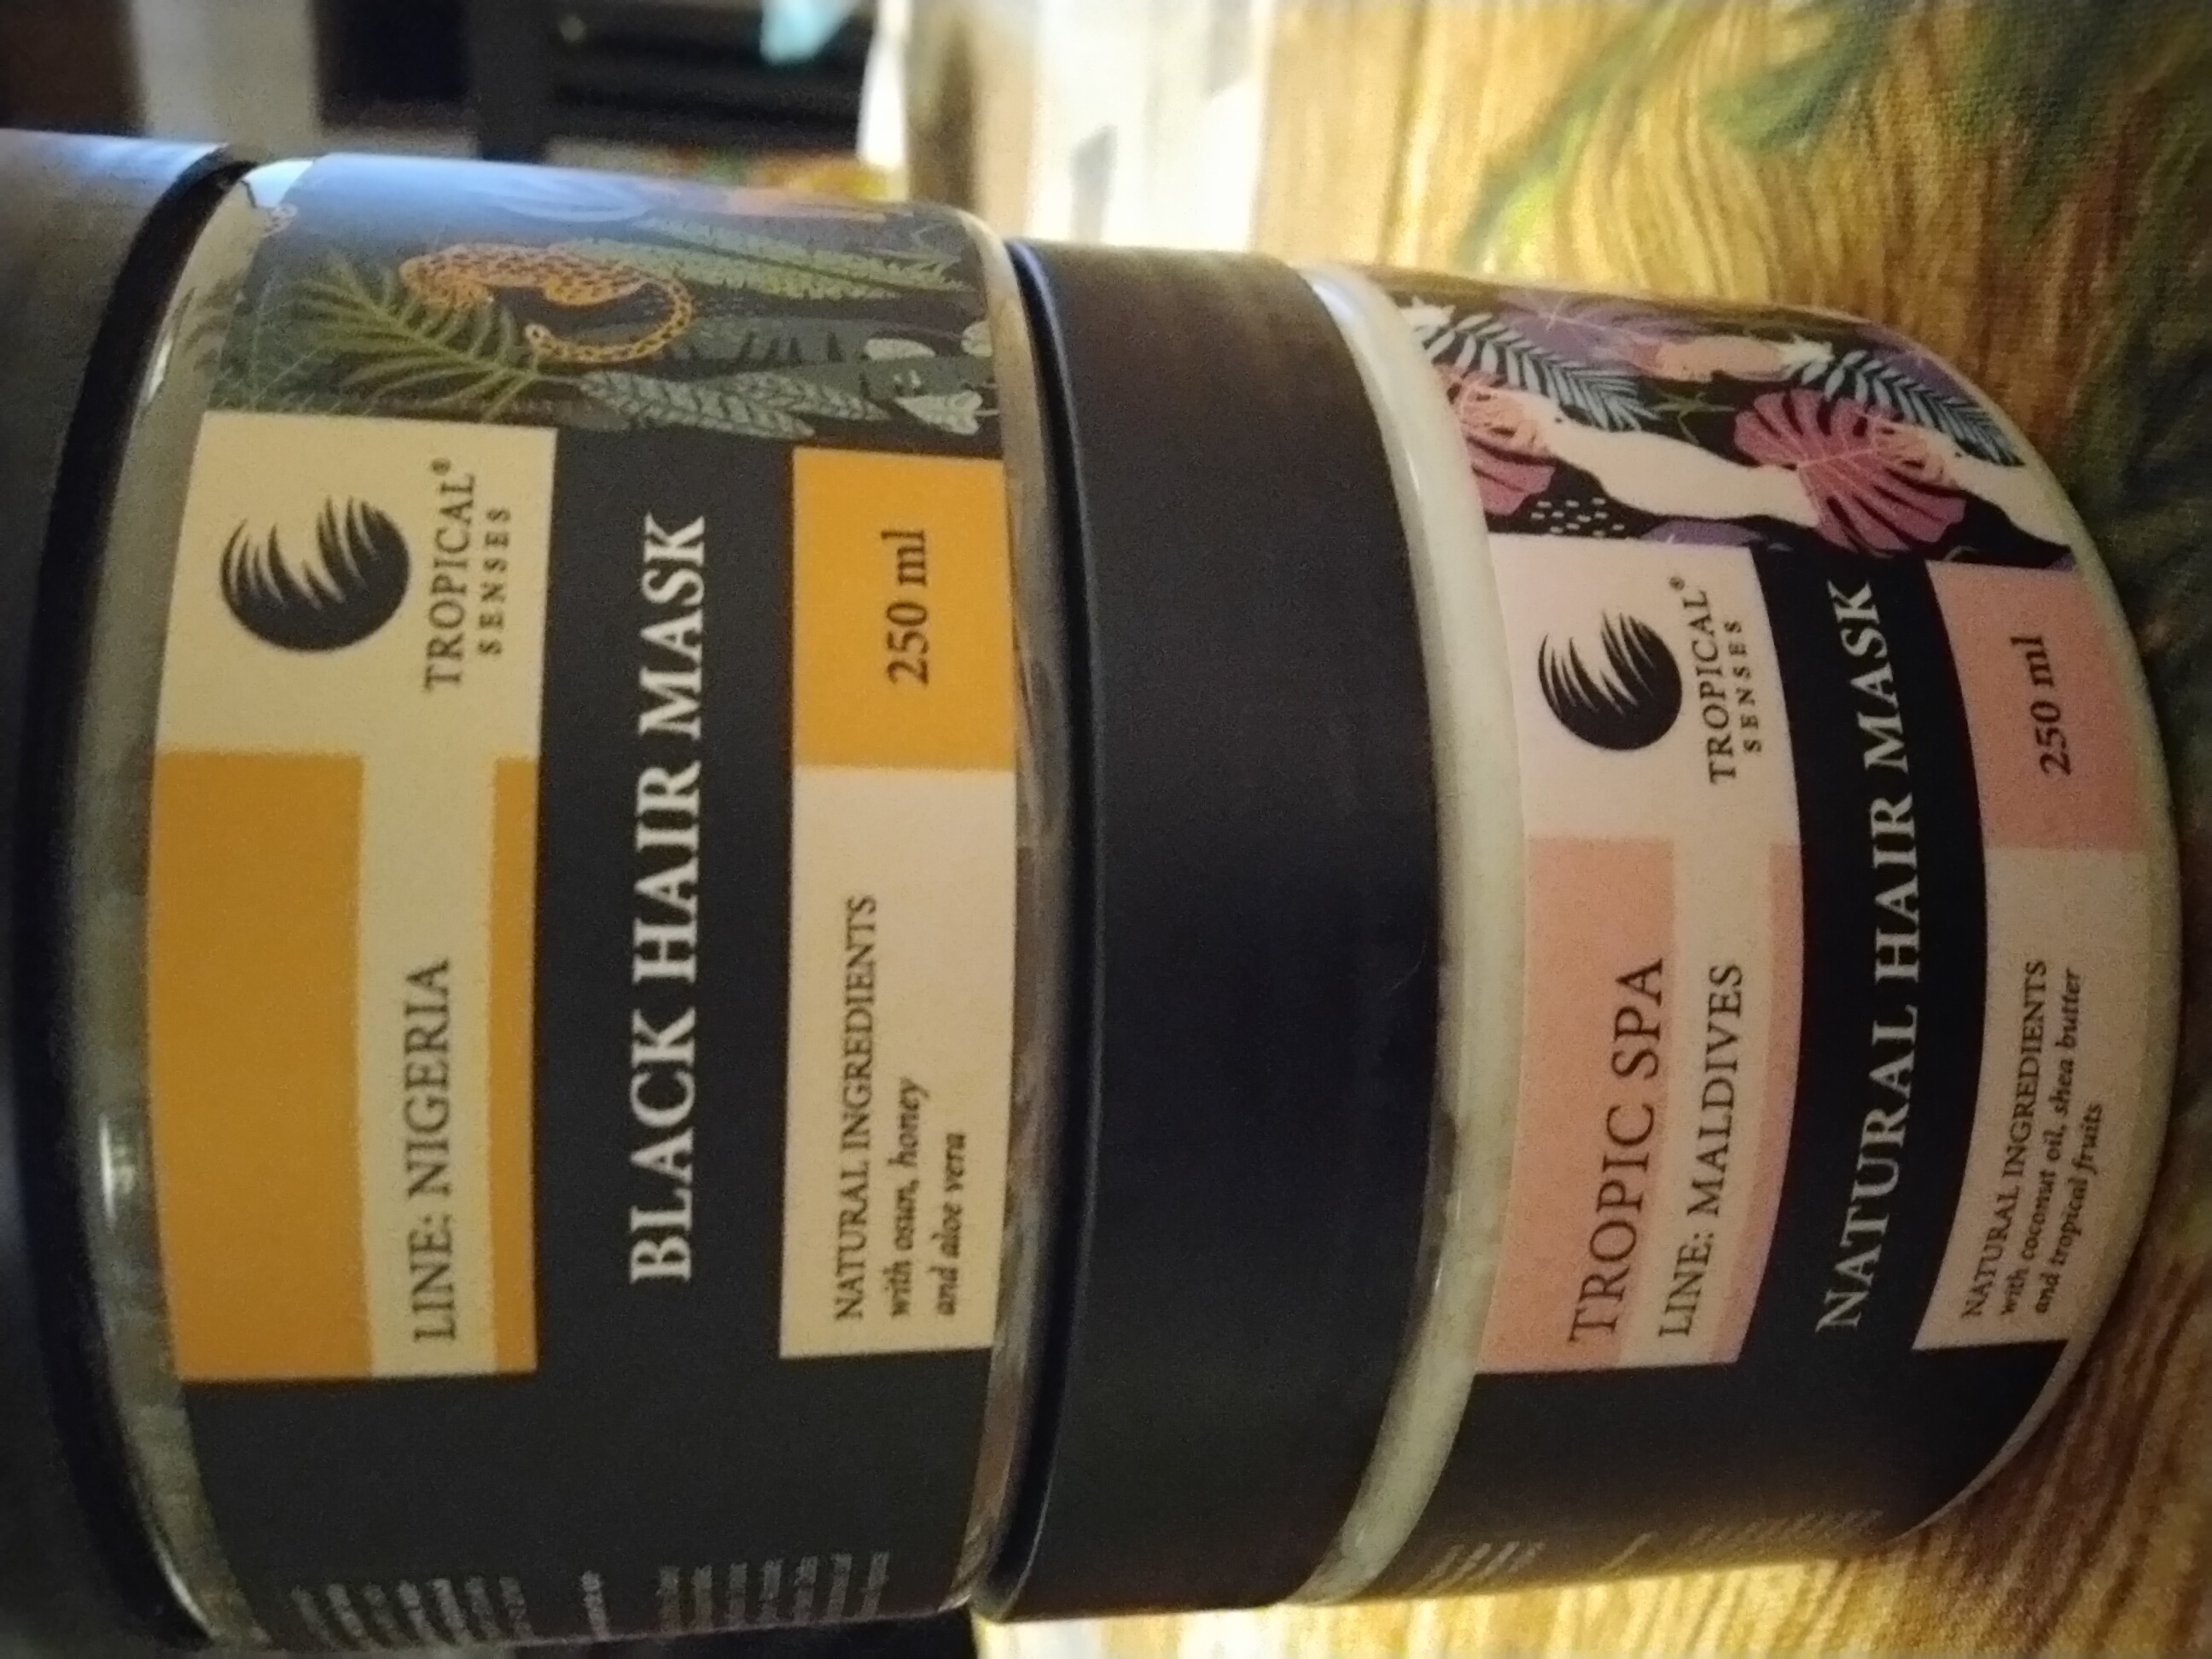 TROPICAL®
SENSES
LINE: NIGERIA
BLACK HAIR MASK
NATURAL INGREDIENTS
with osun, honey
and aloe vera
250 ml
TROPICAL®
SENSES
TROPIC SPA
LINE: MALDIVES
NATURAL HAIR MASK
NATURAL INGREDIENTS
with coconut oil, shea butter
and tropical fruits
250 ml